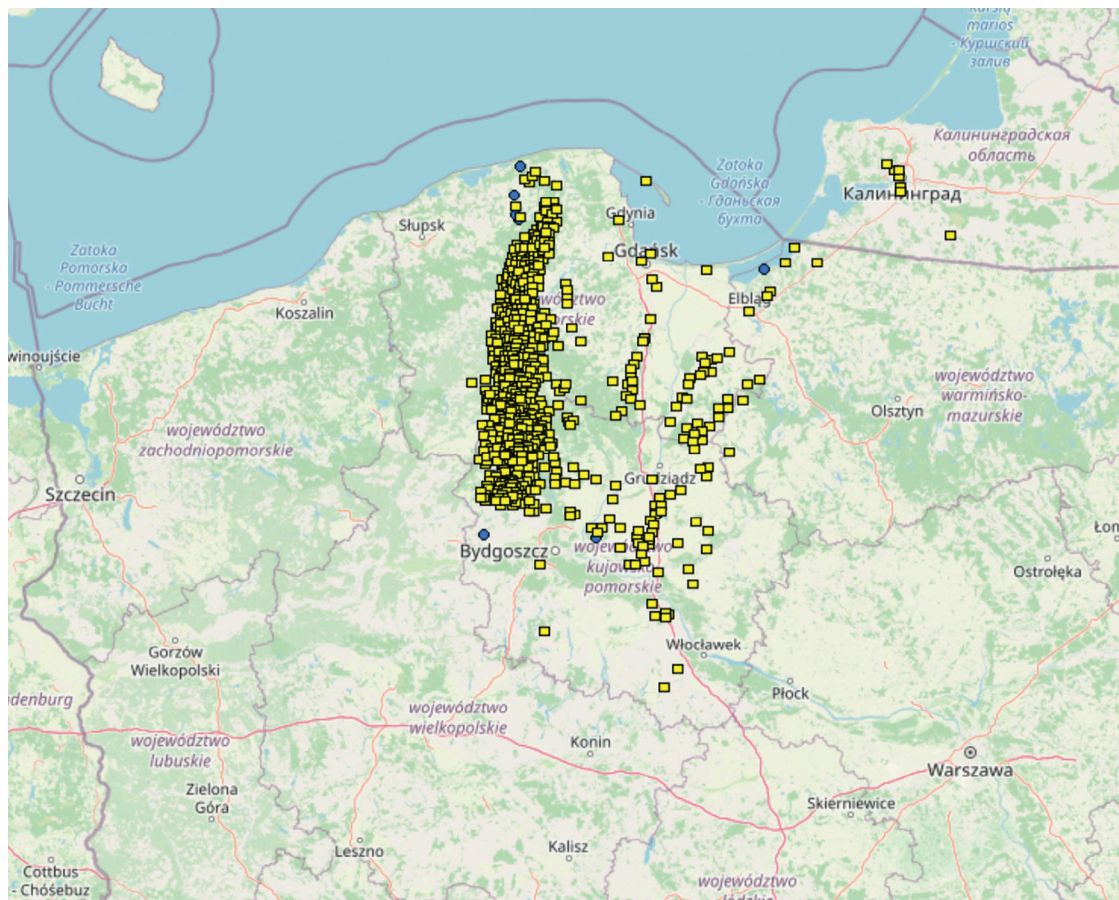 marios
- Куршский
залив
Калининградская
область
Zatoka
Gdańska
- Гданьская
бухта
Калининград
Słupsk
Gdynia
Gdańsk
Zatoka
Pomorska
- Pommersche
Bucht
Koszalin
Elbląg
winoujście
województwo
zachodniopomorskie
województwo
warmińsko-
mazurskie
Olsztyn
Szczecin
Grudziądz
Bydgoszcz
kujawsko-
pomorskie
Ostrołęka
Gorzów
Wielkopolski
Włocławek
Płock
denburg
województwo
wielkopolskie
województwo
lubuskie
Konin
Warszawa
Zielona
Góra
Skierniewice
Leszno
Kalisz
Cottbus
- Chóśebuz
województwo